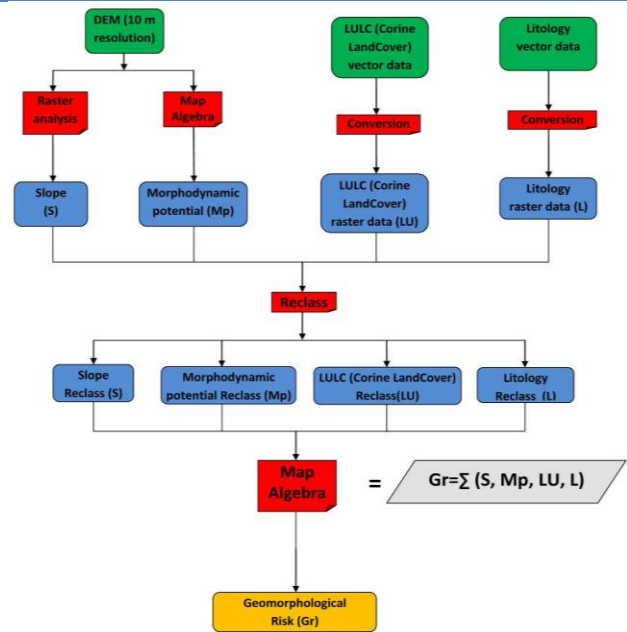 DEM (10 m
resolution)
LULC (Corine
LandCover)
vector data
Litology
vector data
Raster
analysis
Map
Algebra
Conversion
Conversion
Slope
(S)
Morphodynamic
potential (Mp)
LULC (Corine
LandCover)
raster data (LU)
Litology
raster data (L)
Reclass
Slope
Reclass (S)
Morphodynamic
potential Reclass (Mp)
LULC (Corine LandCover)
Reclass(LU)
Litology
Reclass (L)
Map
Algebra
=
Gr=∑ (S, Mp, LU, L)
Geomorphological
Risk (Gr)